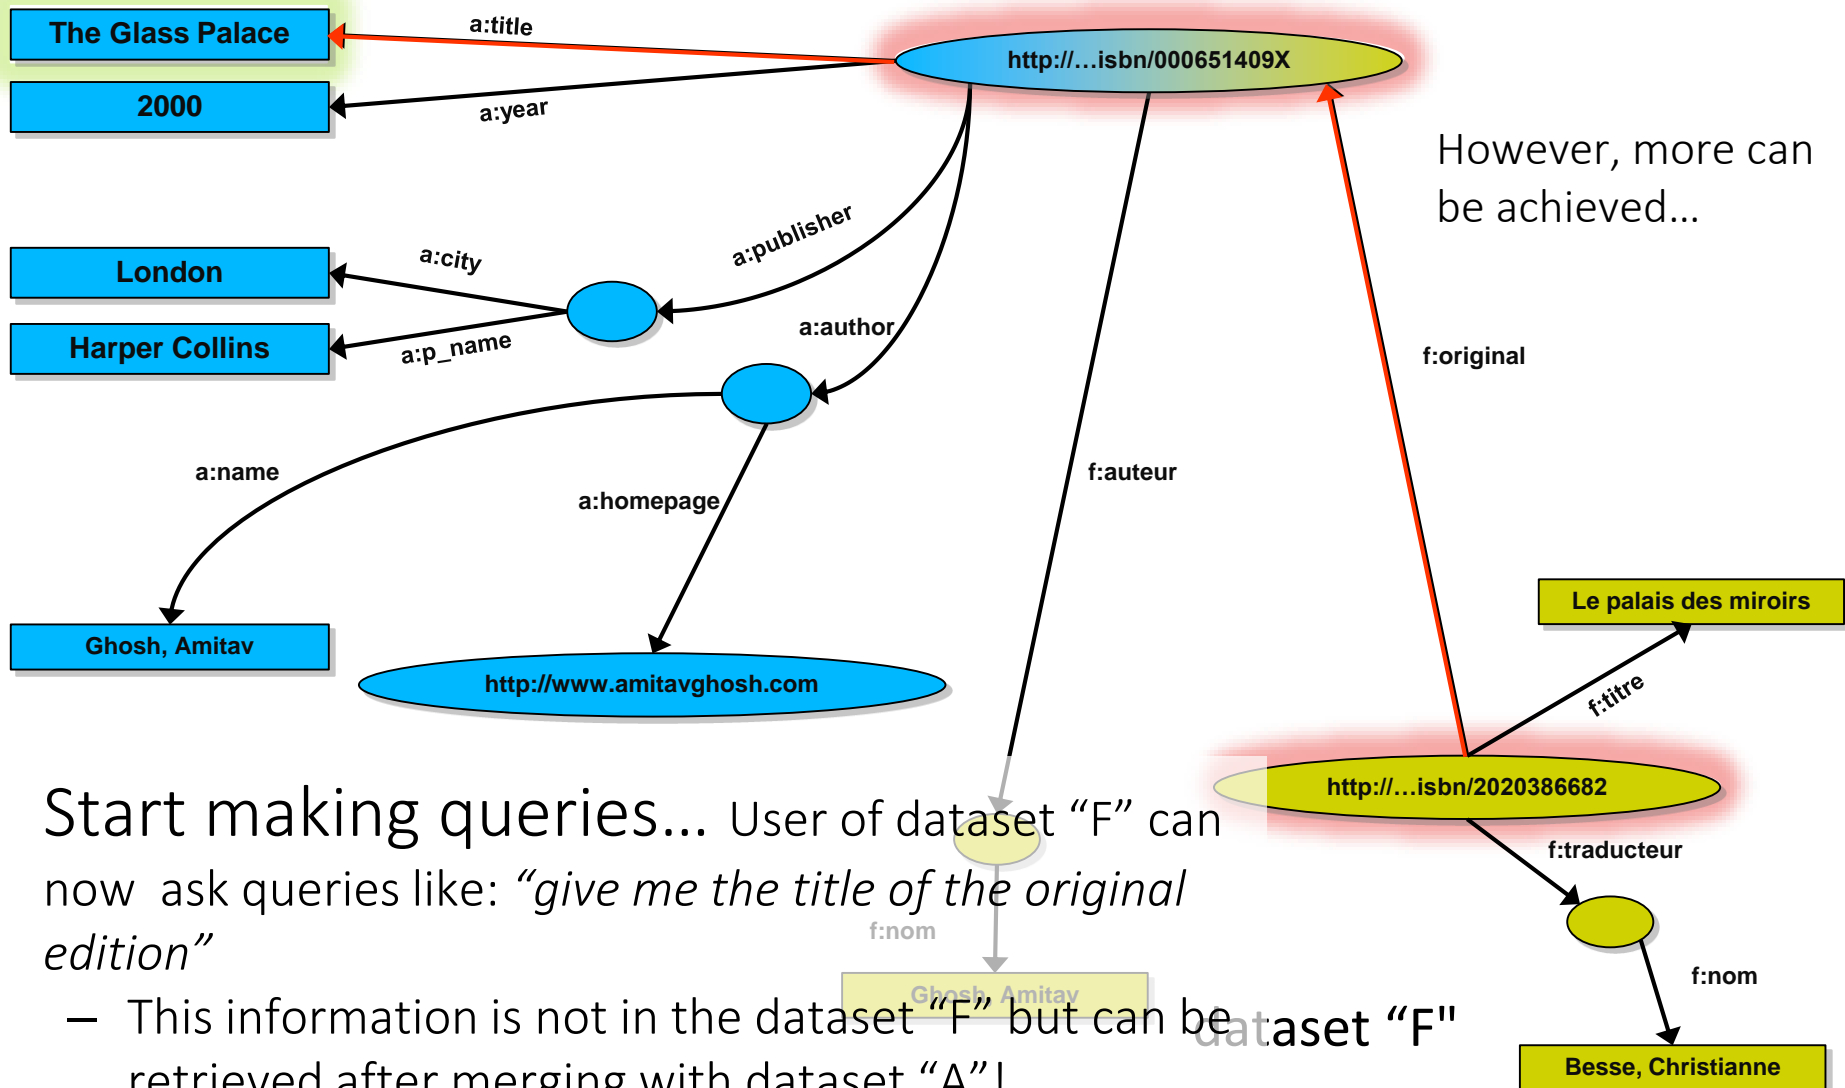 The Glass Palace
a:title
http://...isbn/000651409X
2000
a:year
However, more can
be achieved...
a:publisher
London
a:city
Harper Collins
a:p_name
a:author
f:original
a:name
a:homepage
f:auteur
Le palais des miroirs
Ghosh, Amitav
http://www.amitavghosh.com
f:titre
http://...isbn/2020386682
Start making queries... User of dataset “F” can
now ask queries like: “give me the title of the original
edition”
f:traducteur
f:nom
f:nom
Ghosh, Amitav
– This information is not in the dataset “F” but can be
dataset “F"
retrieved after merging with dataset “A”!
Besse, Christianne